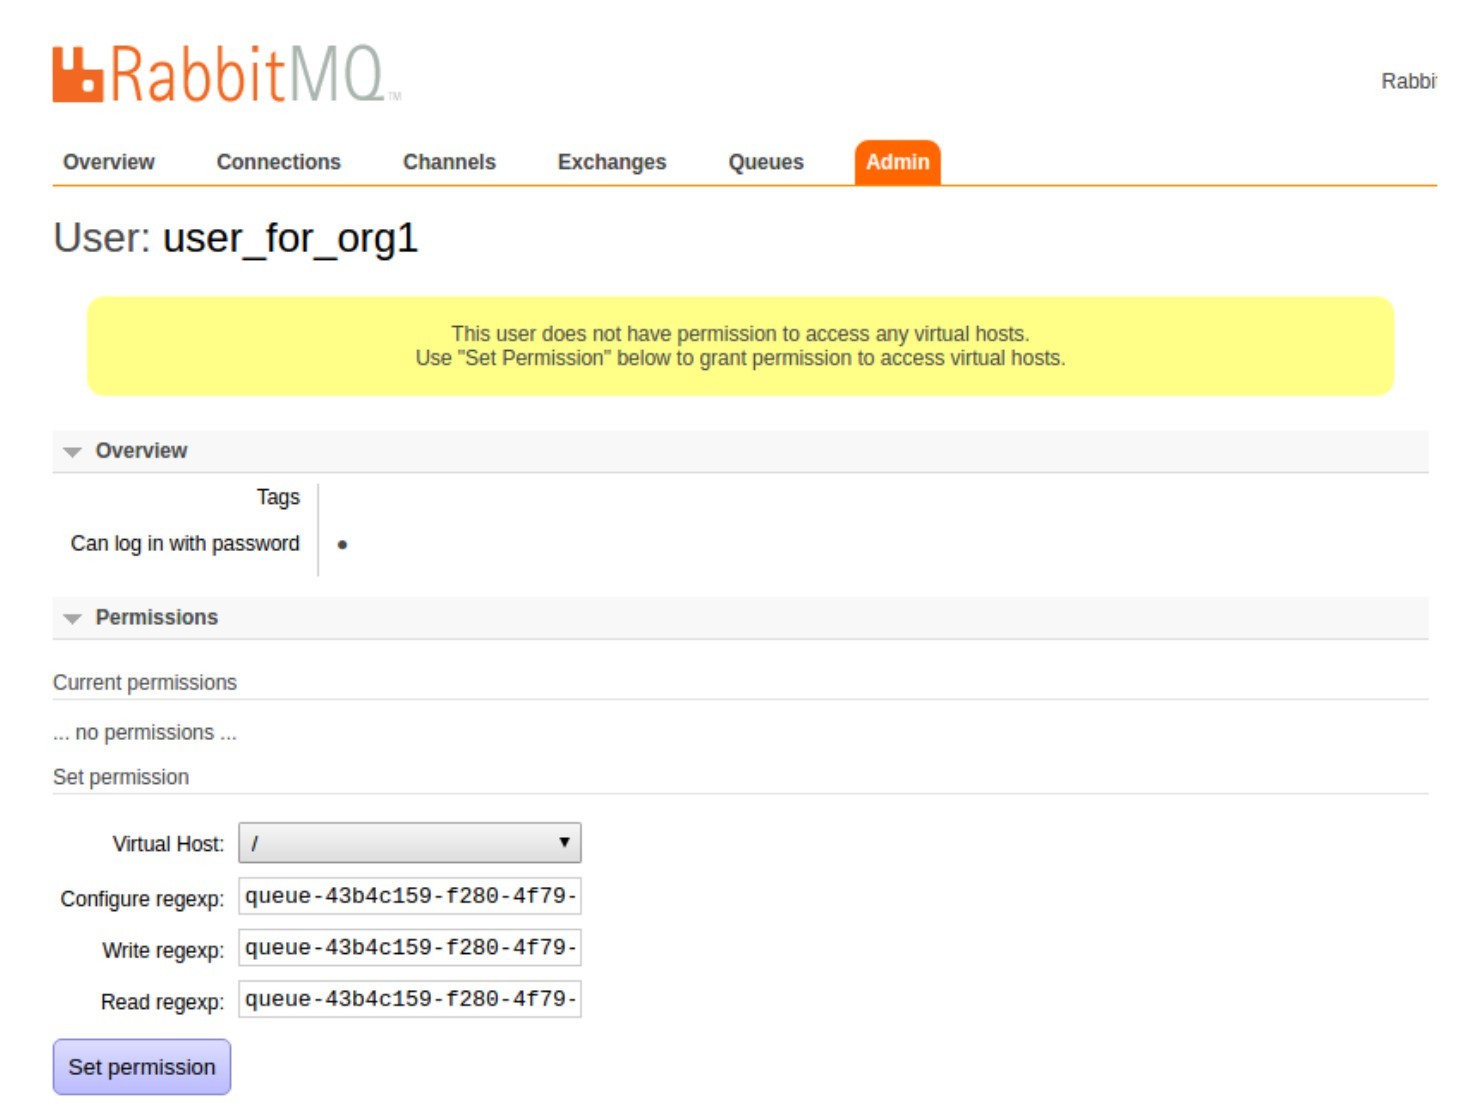 RabbitMQ™
Rabbi
Overview Connections Channels Exchanges Queues Admin
User: user_for_org1
This user does not have permission to access any virtual hosts.
Use "Set Permission" below to grant permission to access virtual hosts.
Overview
Tags
Can log in with password •
Permissions
Current permissions
... no permissions ...
Set permission
Virtual Host: /
Configure regexp: queue-43b4c159-f280-4f79-
Write regexp: queue-43b4c159-f280-4f79-
Read regexp: queue-43b4c159-f280-4f79-
Set permission